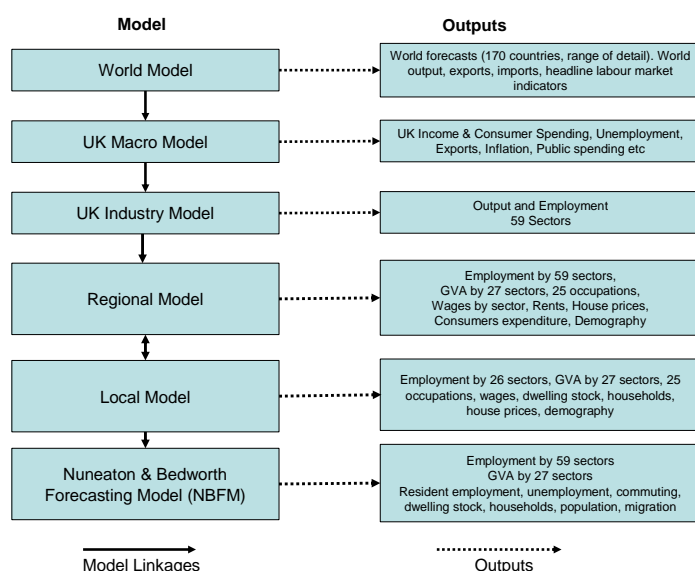 Model
Outputs
World Model
World forecasts (170 countries, range of detail). World
output, exports, imports, headline labour market
indicators
UK Macro Model
UK Income & Consumer Spending, Unemployment,
Exports, Inflation, Public spending etc
UK Industry Model
Output and Employment
59 Sectors
Regional Model
Employment by 59 sectors,
GVA by 27 sectors, 25 occupations,
Wages by sector, Rents, House prices,
Consumers expenditure, Demography
Local Model
Employment by 26 sectors, GVA by 27 sectors, 25
occupations, wages, dwelling stock, households,
house prices, demography
Nuneaton & Bedworth
Forecasting Model (NBFM)
Employment by 59 sectors
GVA by 27 sectors
Resident employment, unemployment, commuting,
dwelling stock, households, population, migration
Model Linkages
Outputs